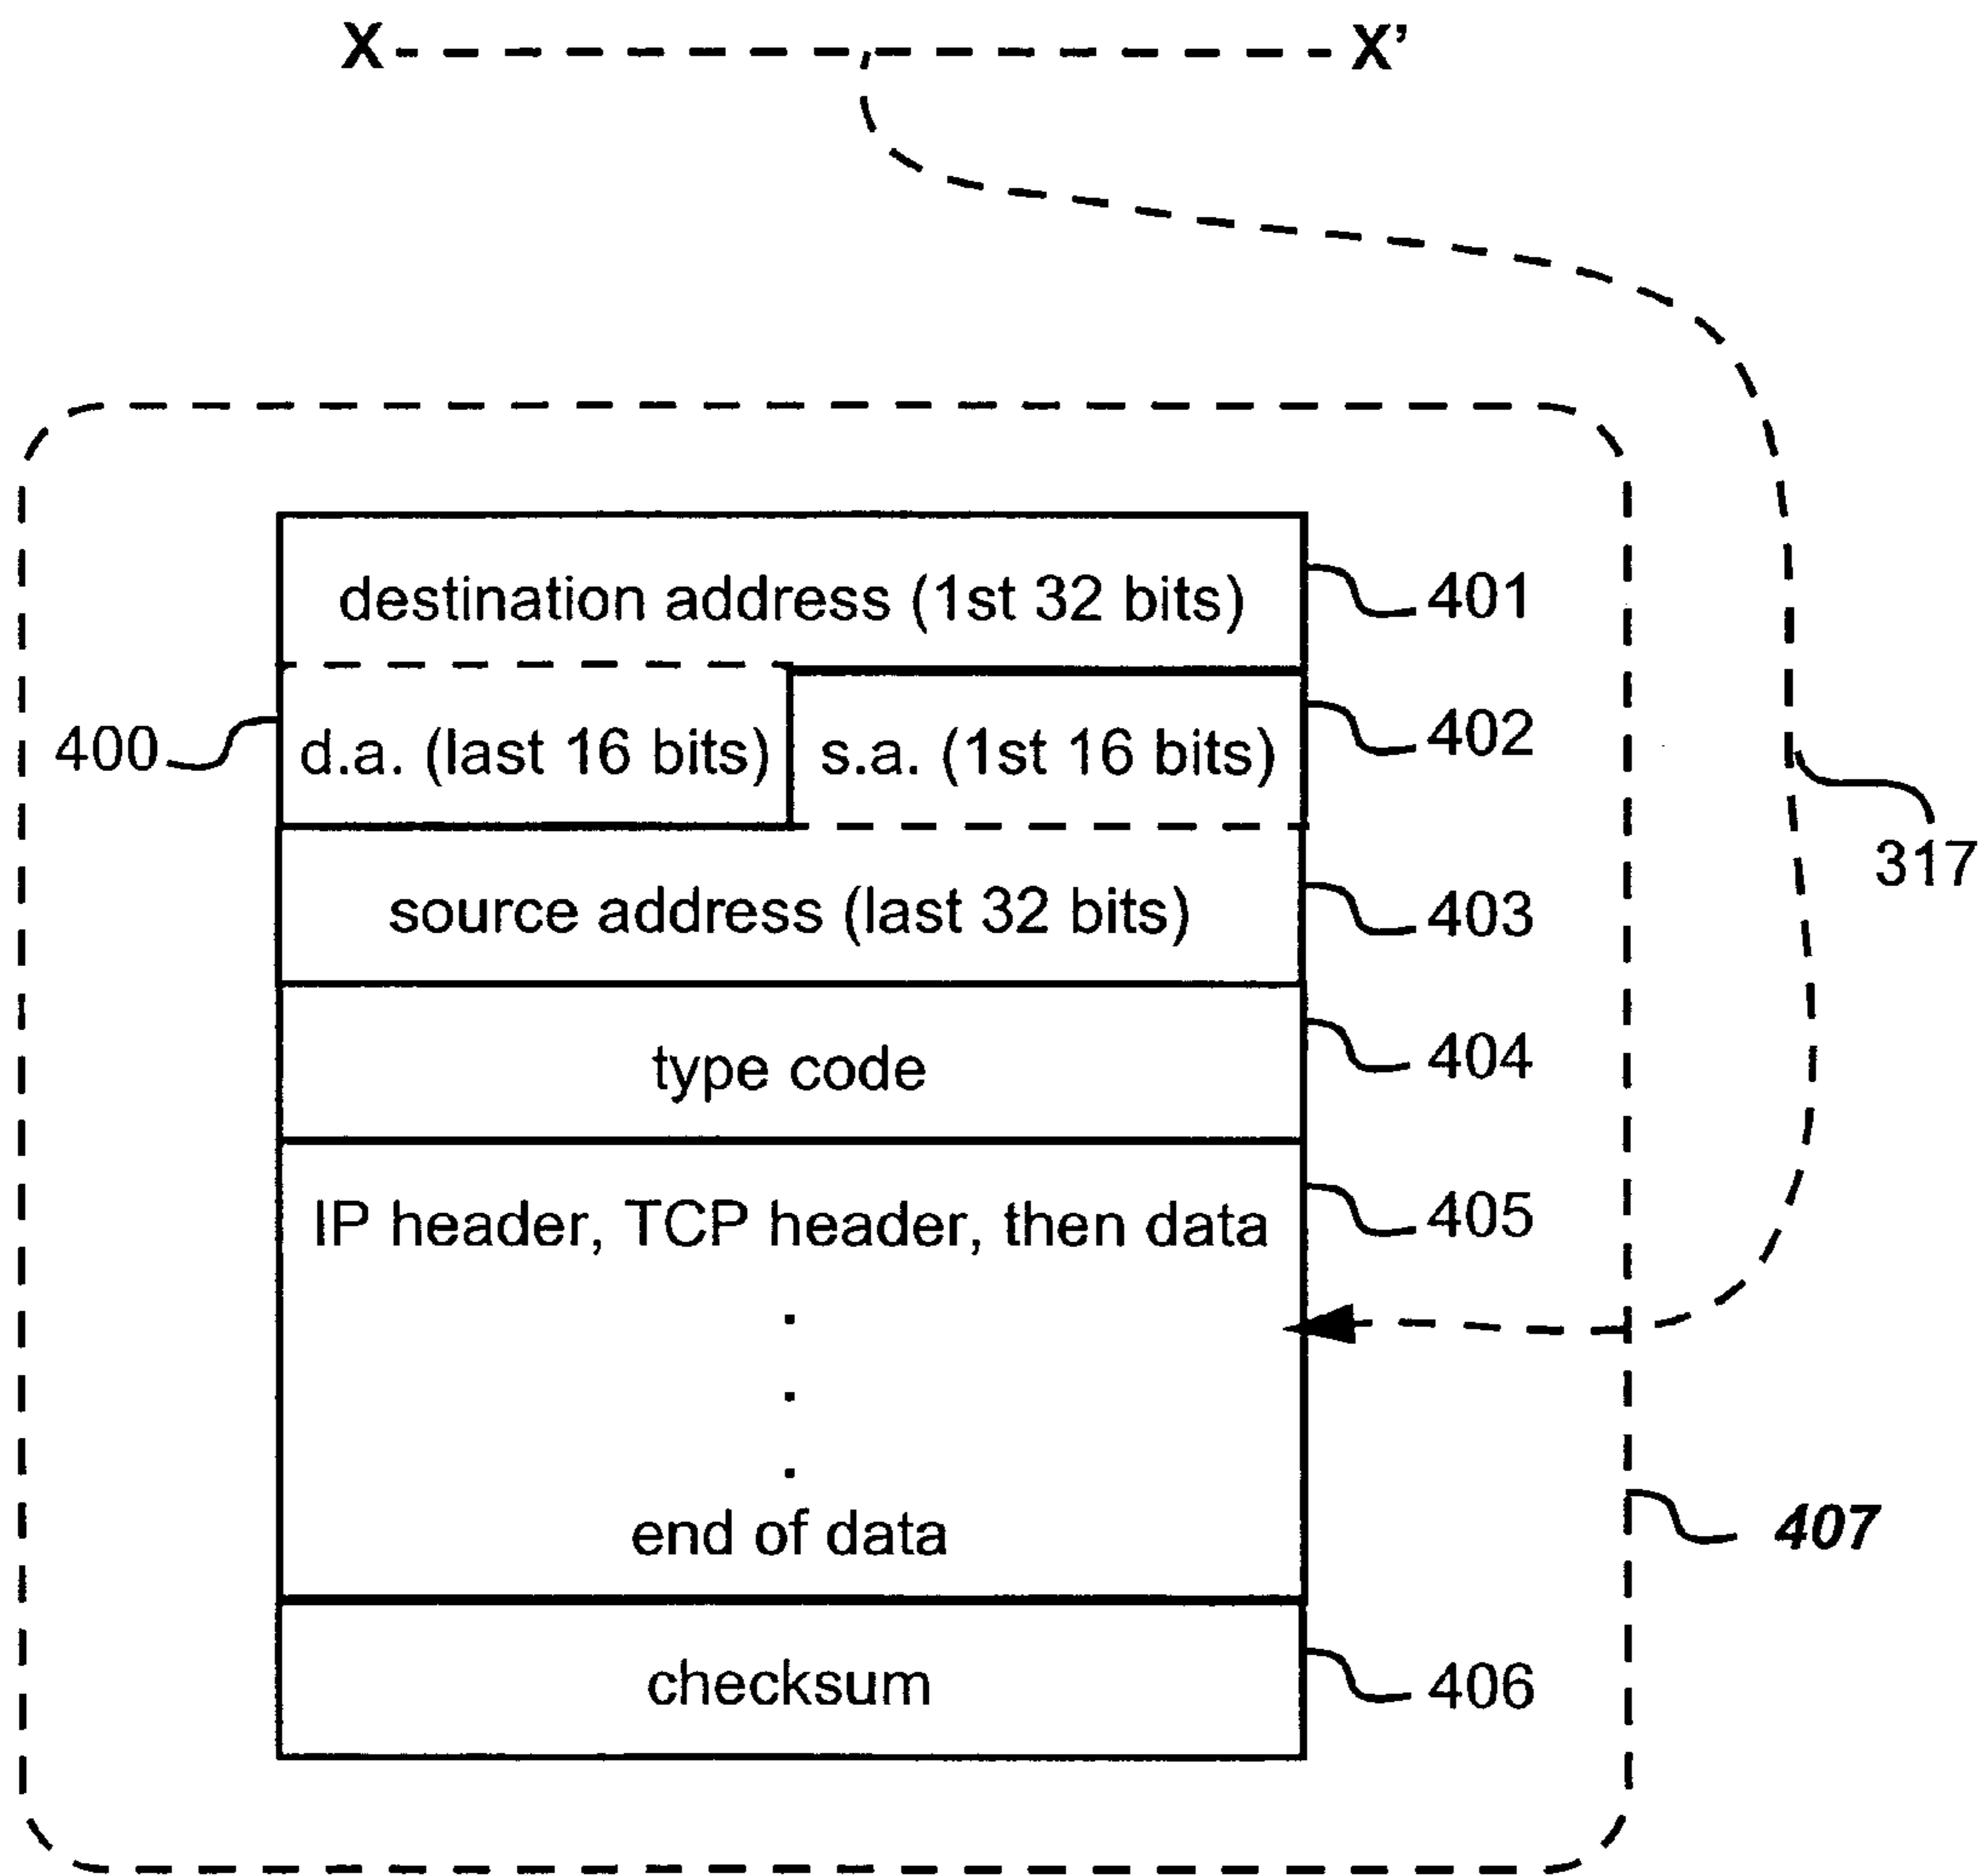 X X’
destination address (1st 32 bits) 401
400 d.a. (last 16 bits) s.a. (1st 16 bits) 402
317
source address (last 32 bits) 403
type code 404
IP header, TCP header, then data 405
.
.
.
end of data
407
checksum 406